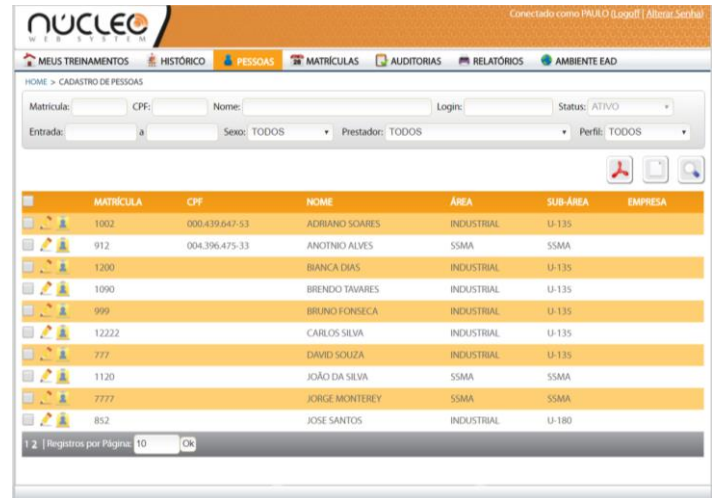 Conectado como PAULO (Logoff | Alterar Senha)
NÚCLEO
WEB SYSTEM
MEUS TREINAMENTOS HISTÓRICO PESSOAS MATRÍCULAS AUDITORIAS RELATÓRIOS AMBIENTE EAD
HOME > CADASTRO DE PESSOAS
Matrícula: CPF: Nome: Login: Status: ATIVO
Entrada: a Sexo: TODOS Prestador: TODOS Perfil: TODOS
MATRÍCULA CPF NOME ÁREA SUB-ÁREA EMPRESA
1002 000.439.647-53 ADRIANO SOARES INDUSTRIAL U-135
912 004.396.475-33 ANOTNIO ALVES SSMA SSMA
1200 BIANCA DIAS INDUSTRIAL U-135
1090 BRENDO TAVARES INDUSTRIAL U-135
999 BRUNO FONSECA INDUSTRIAL U-135
12222 CARLOS SILVA INDUSTRIAL U-135
777 DAVID SOUZA INDUSTRIAL U-135
1120 JOÃO DA SILVA SSMA SSMA
7777 JORGE MONTEREY SSMA SSMA
852 JOSE SANTOS INDUSTRIAL U-180
1 2 | Registros por Página: 10 Ok